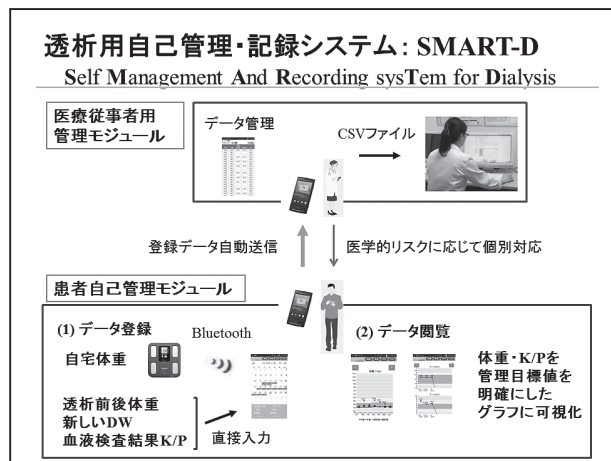 透析用自己管理・記録システム: SMART-D
Self Management And Recording sysTem for Dialysis
医療従事者用
管理モジュール
データ管理
CSVファイル
登録データ自動送信
医学的リスクに応じて個別対応
患者自己管理モジュール
(1) データ登録
Bluetooth
自宅体重
透析前後体重
新しいDW
血液検査結果K/P
直接入力
(2) データ閲覧
体重・K/Pを
管理目標値を
明確にした
グラフに可視化